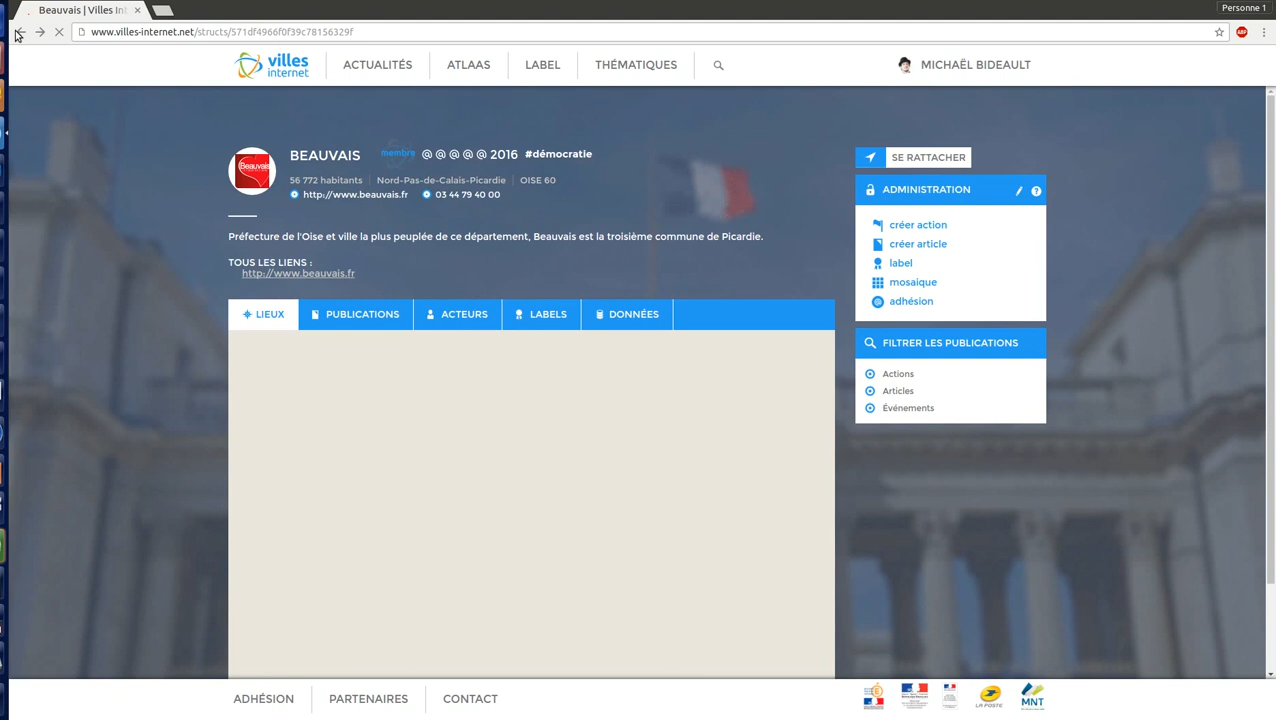 Beauvais | Villes Int
Personne 1
www.villes-internet.net/structs/571df4966f0f39c78156329f
ABP
villes internet
ACTUALITÉS
ATLAAS
LABEL
THÉMATIQUES
MICHAËL BIDEAULT
Beauvais
BEAUVAIS
membre
@ @ @ @ @ 2016 #démocratie
56 772 habitants
Nord-Pas-de-Calais-Picardie
OISE 60
http://www.beauvais.fr
03 44 79 40 00
Préfecture de l'Oise et ville la plus peuplée de ce département, Beauvais est la troisième commune de Picardie.
TOUS LES LIENS :
http://www.beauvais.fr
LIEUX
PUBLICATIONS
ACTEURS
LABELS
DONNÉES
SE RATTACHER
ADMINISTRATION
créer action
créer article
label
mosaique
adhésion
FILTRER LES PUBLICATIONS
Actions
Articles
Événements
ADHÉSION
PARTENAIRES
CONTACT
LA POSTE
MNT